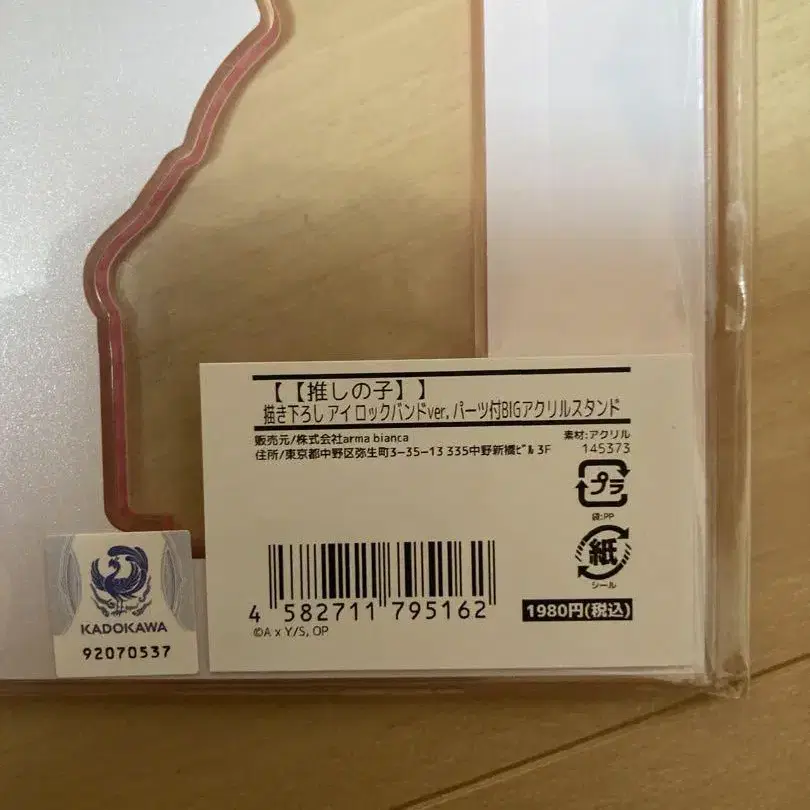 【【推しの子】】
描き下ろし アイ ロックバンドver. パーツ付BIGアクリルスタンド
販売元/株式会社arma bianca
住所/東京都中野区弥生町3-35-13 335中野新橋ﾋﾞﾙ 3F
素材:アクリル
145373
プラ
袋:PP
紙
シール
4 582711 795162
1980円(税込)
©A x Y/S, OP
KADOKAWA
92070537